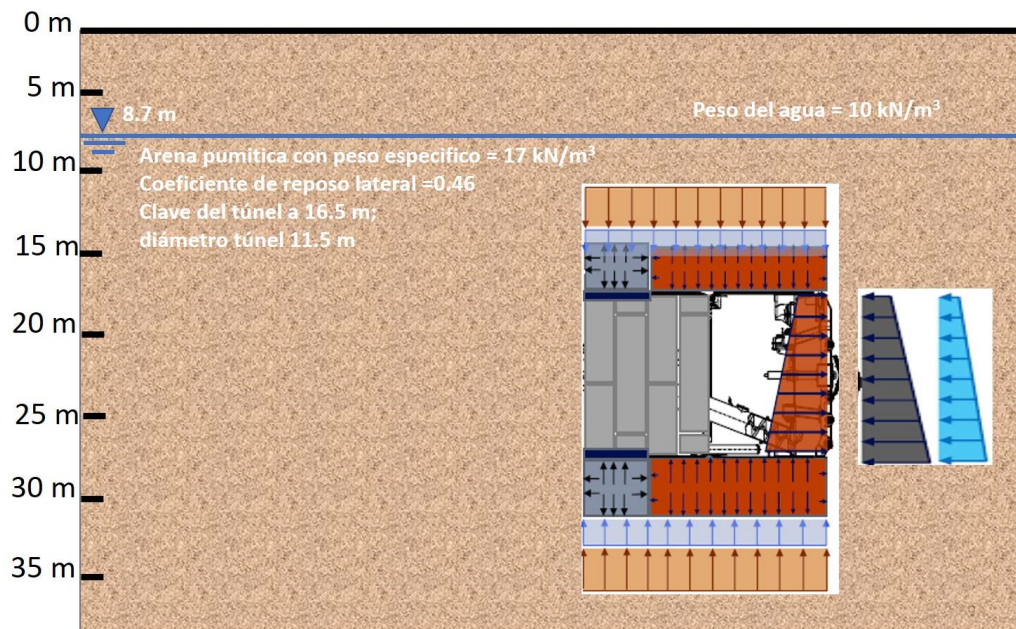 0 m
5 m
8.7 m
Peso del agua = 10 kN/m³
10 m
Arena pumitica con peso especifico = 17 kN/m³
Coeficiente de reposo lateral =0.46
Clave del túnel a 16.5 m;
diámetro túnel 11.5 m
15 m
20 m
25 m
30 m
35 m